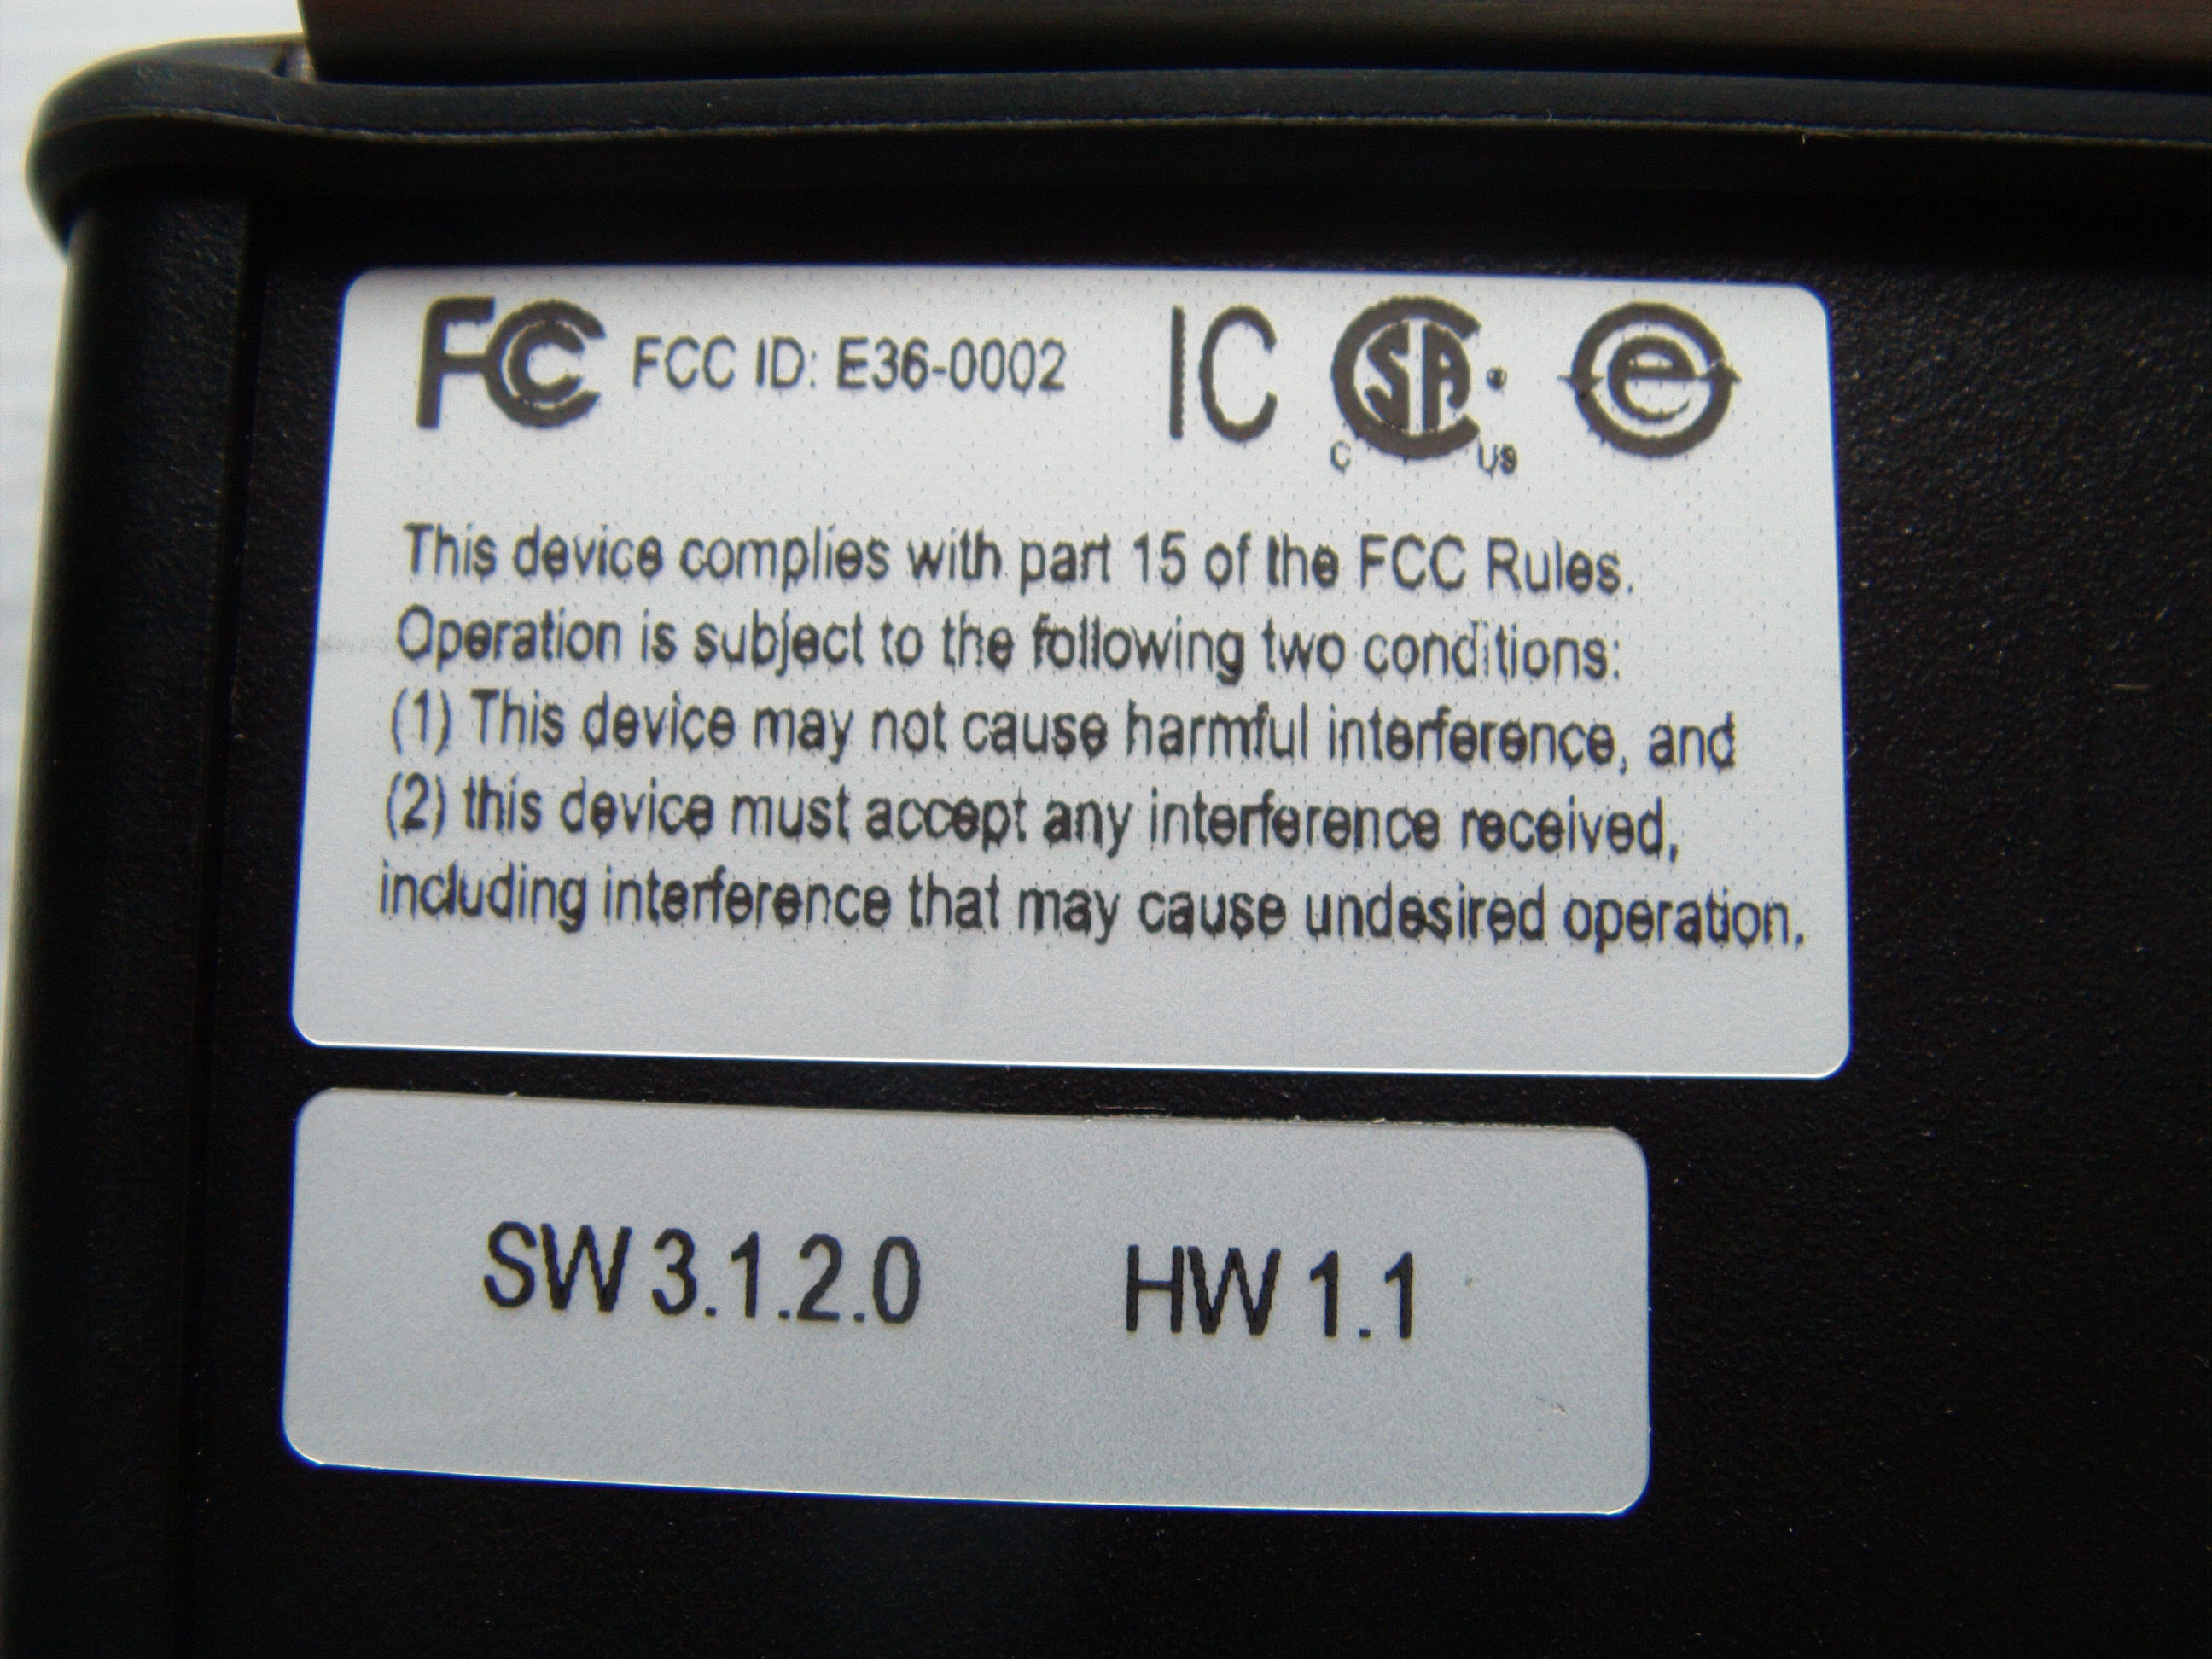 FC FCC ID: E36-0002 IC SA e
C US
This device complies with part 15 of the FCC Rules.
Operation is subject to the following two conditions:
(1) This device may not cause harmful interference, and
(2) this device must accept any interference received,
including interference that may cause undesired operation.
SW 3.1.2.0 HW 1.1